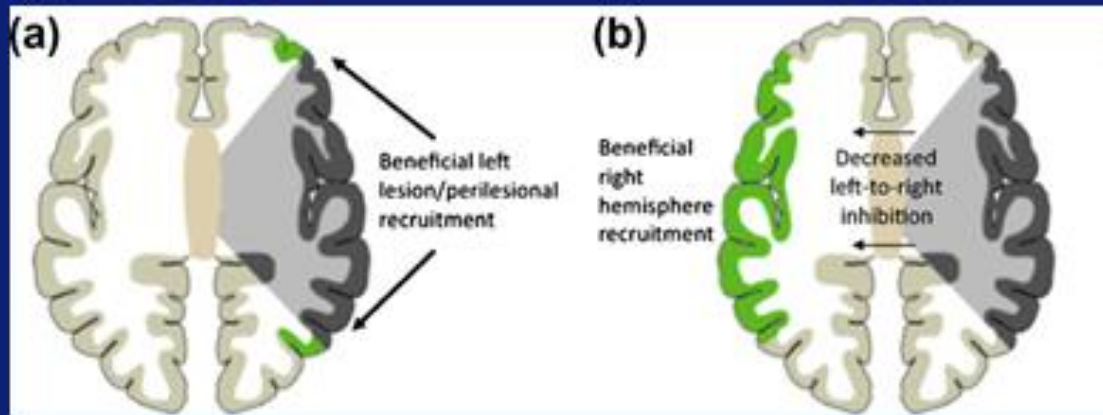 (a)
Beneficial left
lesion/perilesional
recruitment
(b)
Beneficial
right
hemisphere
recruitment
Decreased
left-to-right
inhibition